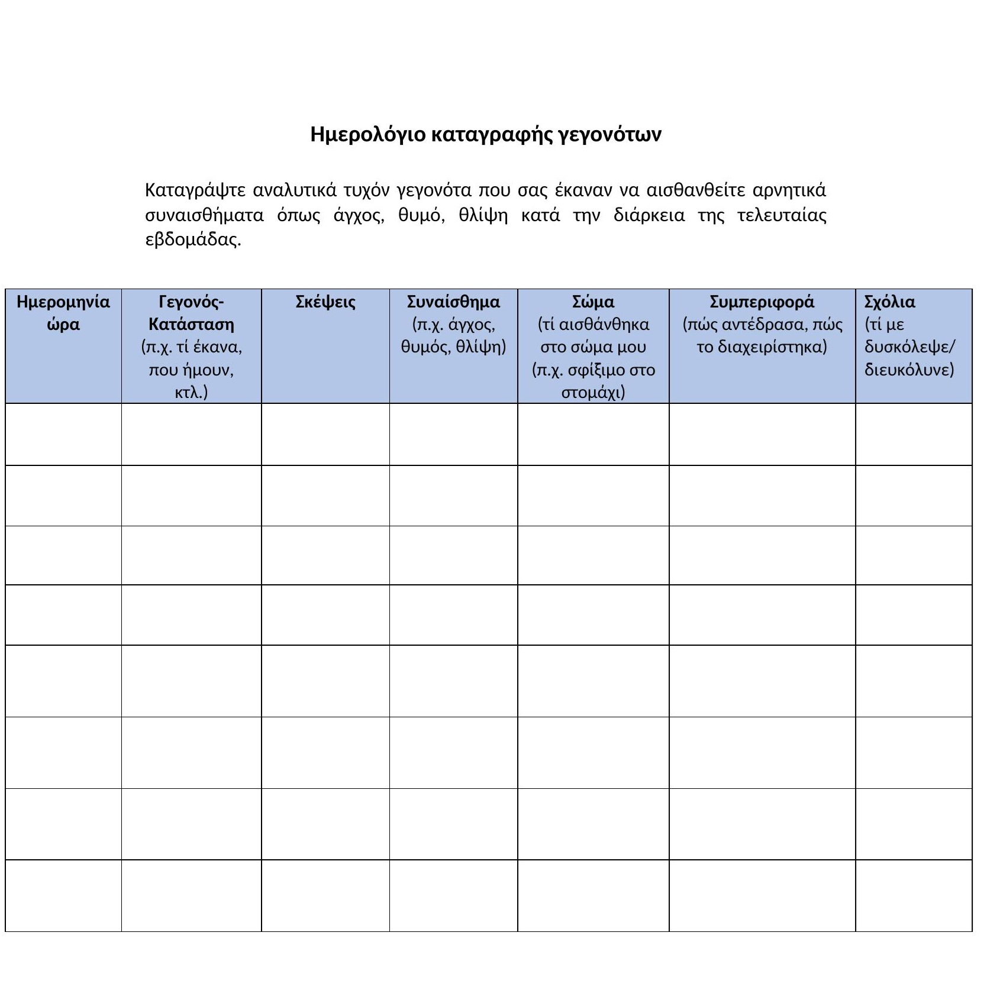 Ημερολόγιο καταγραφής γεγονότων
Καταγράψτε αναλυτικά τυχόν γεγονότα που σας έκαναν να αισθανθείτε αρνητικά
συναισθήματα όπως άγχος, θυμό, θλίψη κατά την διάρκεια της τελευταίας
εβδομάδας.
Ημερομηνία
ώρα
Γεγονός-
Κατάσταση
(π.χ. τί έκανα,
που ήμουν,
κτλ.)
Σκέψεις
Συναίσθημα
(π.χ. άγχος,
θυμός, θλίψη)
Σώμα
(τί αισθάνθηκα
στο σώμα μου
(π.χ. σφίξιμο στο
στομάχι)
Συμπεριφορά
(πώς αντέδρασα, πώς
το διαχειρίστηκα)
Σχόλια
(τί με
δυσκόλεψε/
διευκόλυνε)